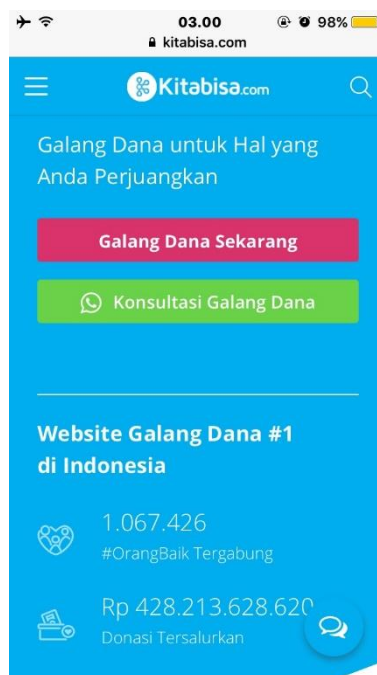 03.00
98%
kitabisa.com
Kitabisa.com
Galang Dana untuk Hal yang
Anda Perjuangkan
Galang Dana Sekarang
Konsultasi Galang Dana
Website Galang Dana #1
di Indonesia
1.067.426
#OrangBaik Tergabung
Rp 428.213.628.620
Donasi Tersalurkan